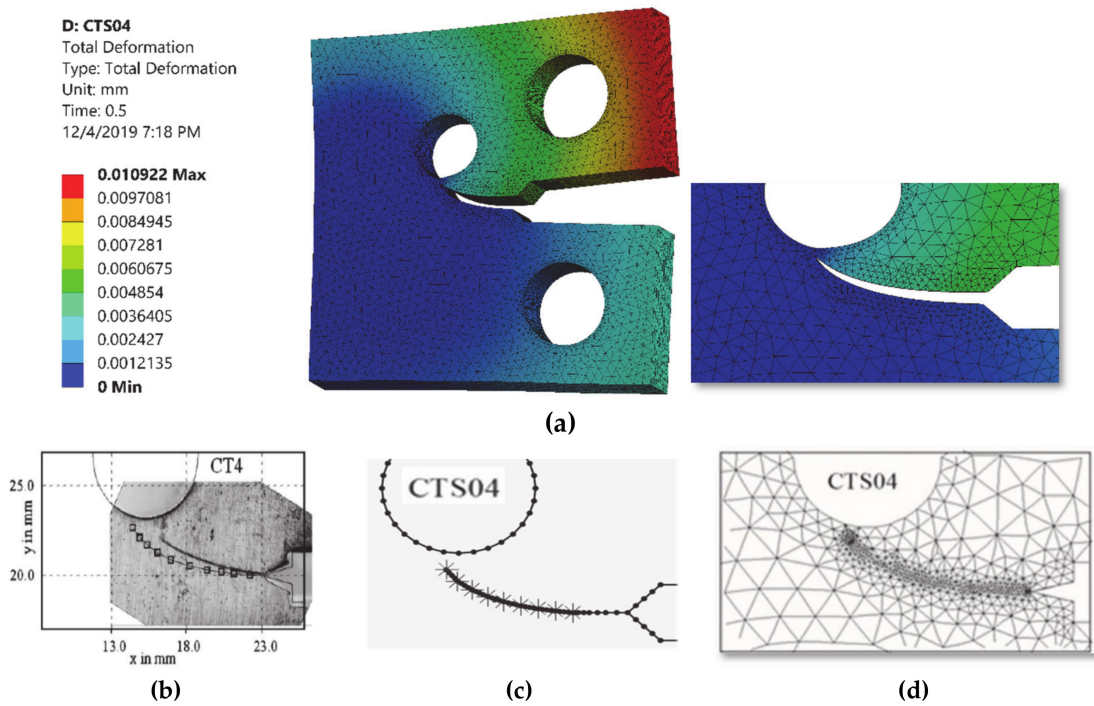 D: CTS04
Total Deformation
Type: Total Deformation
Unit: mm
Time: 0.5
12/4/2019 7:18 PM
0.010922 Max
0.0097081
0.0084945
0.007281
0.0060675
0.004854
0.0036405
0.002427
0.0012135
0 Min
(a)
CT4
25.0
y in mm
20.0
13.0 18.0 23.0
x in mm
(b)
CTS04
(c)
CTS04
(d)